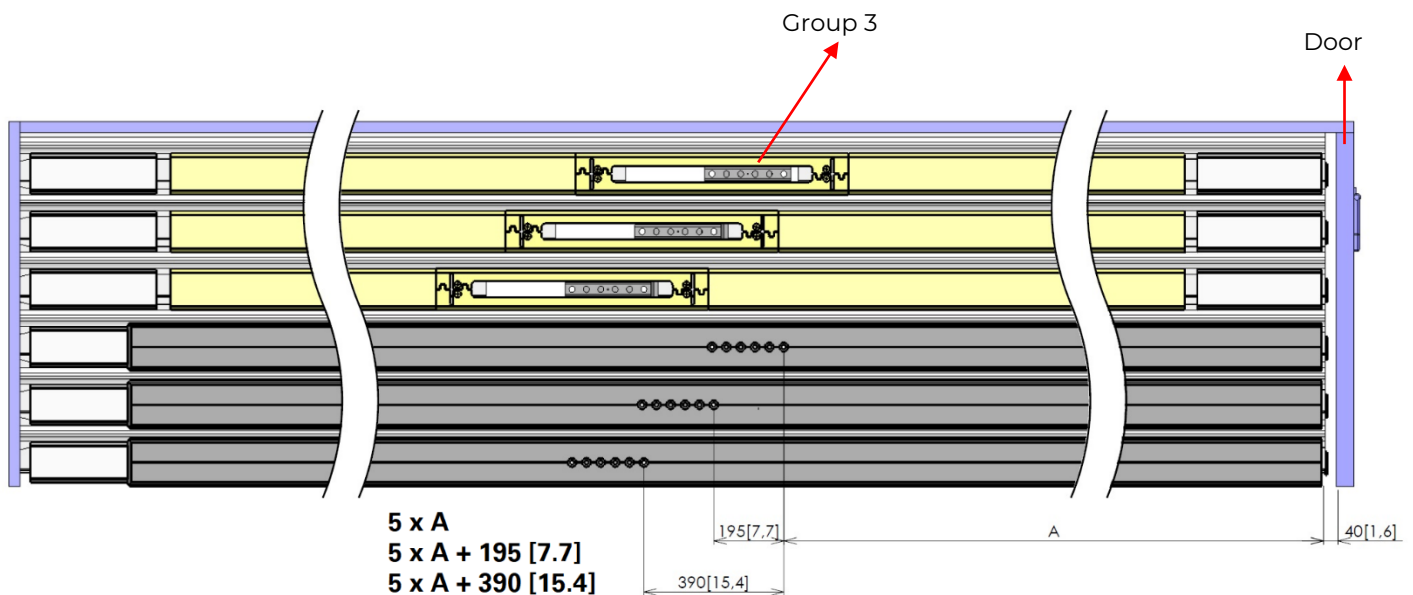 Group 3
Door
5 x A
5 x A + 195 [7.7]
5 x A + 390 [15.4]
195[7,7]
A
40[1,6]
390[15,4]